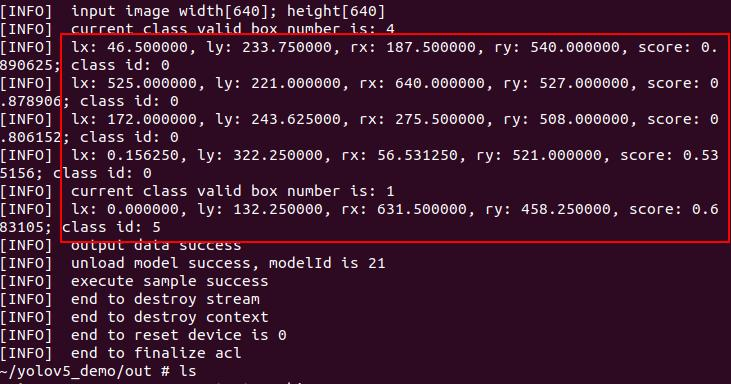 [INFO]  input image width[640]; height[640]
[INFO]  current class valid box number is: 4
[INFO]  lx: 46.500000, ly: 233.750000, rx: 187.500000, ry: 540.000000, score: 0.
890625; class id: 0
[INFO]  lx: 525.000000, ly: 221.000000, rx: 640.000000, ry: 527.000000, score: 0
.878906; class id: 0
[INFO]  lx: 172.000000, ly: 243.625000, rx: 275.500000, ry: 508.000000, score: 0
.806152; class id: 0
[INFO]  lx: 0.156250, ly: 322.250000, rx: 56.531250, ry: 521.000000, score: 0.53
5156; class id: 0
[INFO]  current class valid box number is: 1
[INFO]  lx: 0.000000, ly: 132.250000, rx: 631.500000, ry: 458.250000, score: 0.6
83105; class id: 5
[INFO]  output data success
[INFO]  unload model success, modelId is 21
[INFO]  execute sample success
[INFO]  end to destroy stream
[INFO]  end to destroy context
[INFO]  end to reset device is 0
[INFO]  end to finalize acl
~/yolov5_demo/out # ls